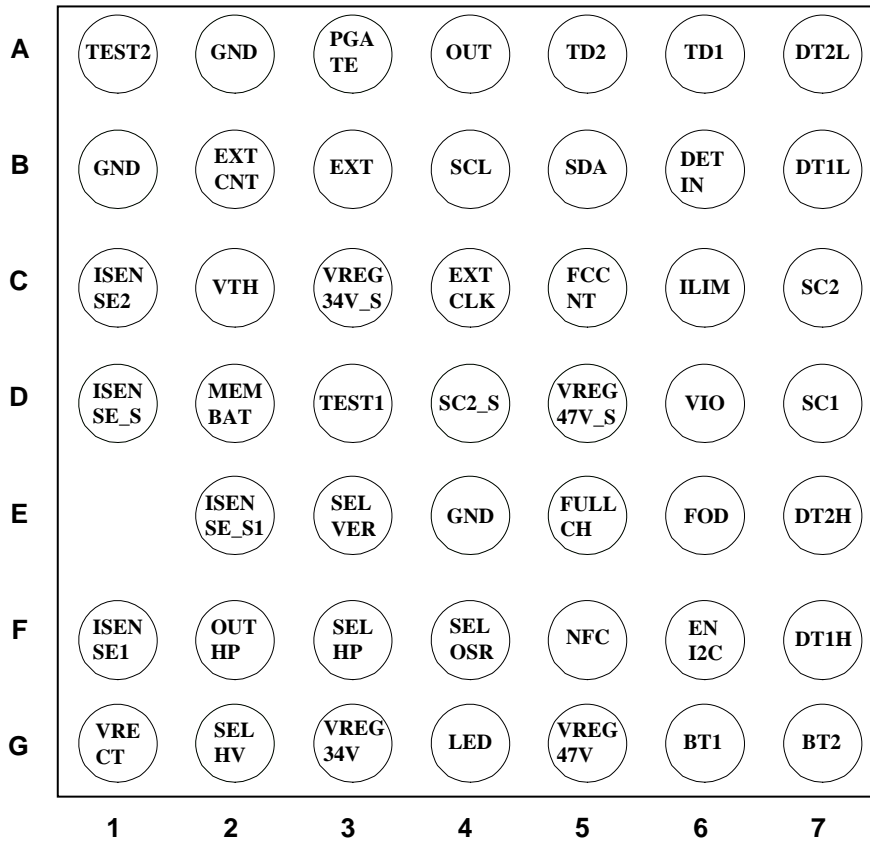 A TEST2 GND PGA TE OUT TD2 TD1 DT2L
B GND EXT CNT EXT SCL SDA DET IN DT1L
C ISEN SE2 VTH VREG 34V_S EXT CLK FCC NT ILIM SC2
D ISEN SE_S MEM BAT TEST1 SC2_S VREG 47V_S VIO SC1
E ISEN SE_S1 SEL VER GND FULL CH FOD DT2H
F ISEN SE1 OUT HP SEL HP SEL OSR NFC EN I2C DT1H
G VRE CT SEL HV VREG 34V LED VREG 47V BT1 BT2
1 2 3 4 5 6 7